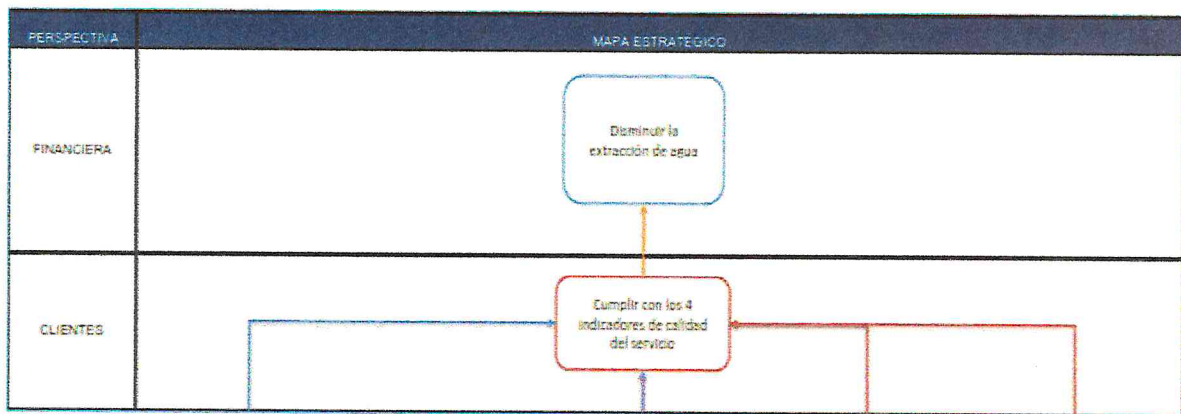 PERSPECTIVA
MAPA ESTRATEGICO
FINANCIERA
Disminuir la
extracción de agua
CLIENTES
Cumplir con los 4
indicadores de calidad
del servicio